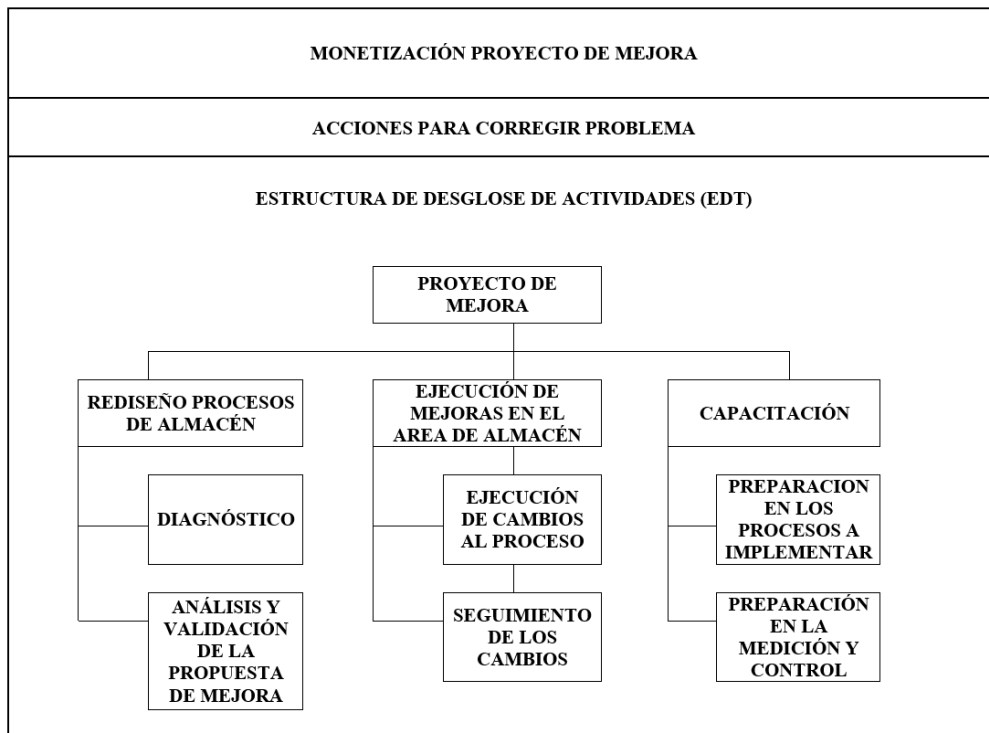 MONETIZACIÓN PROYECTO DE MEJORA
ACCIONES PARA CORREGIR PROBLEMA
ESTRUCTURA DE DESGLOSE DE ACTIVIDADES (EDT)
PROYECTO DE
MEJORA
REDISEÑO PROCESOS
DE ALMACÉN
DIAGNÓSTICO
ANÁLISIS Y
VALIDACIÓN
DE LA
PROPUESTA
DE MEJORA
EJECUCIÓN DE
MEJORAS EN EL
AREA DE ALMACÉN
EJECUCIÓN
DE CAMBIOS
AL PROCESO
SEGUIMIENTO
DE LOS
CAMBIOS
CAPACITACIÓN
PREPARACION
EN LOS
PROCESOS A
IMPLEMENTAR
PREPARACIÓN
EN LA
MEDICIÓN Y
CONTROL